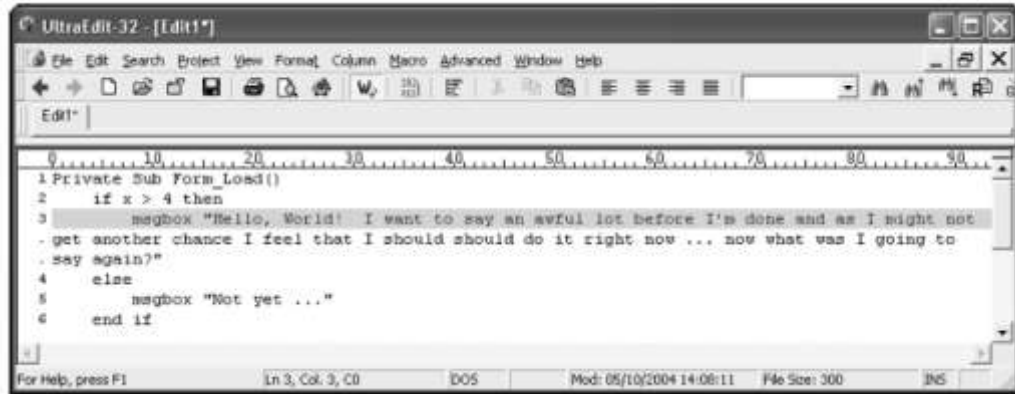 UltraEdit-32 - [Edit1*]
File Edit Search Project View Format Column Macro Advanced Window Help
Edit1*
0 10 20 30 40 50 60 70 80 90
1 Private Sub Form_Load()
2 if x > 4 then
3 msgbox "Hello, World! I want to say an awful lot before I'm done and as I might not
. get another chance I feel that I should should do it right now ... now what was I going to
. say again?"
4 else
5 msgbox "Not yet ..."
6 end if
For Help, press F1 Ln 3, Col. 3, C0 DOS Mod: 05/10/2004 14:08:11 File Size: 300 INS